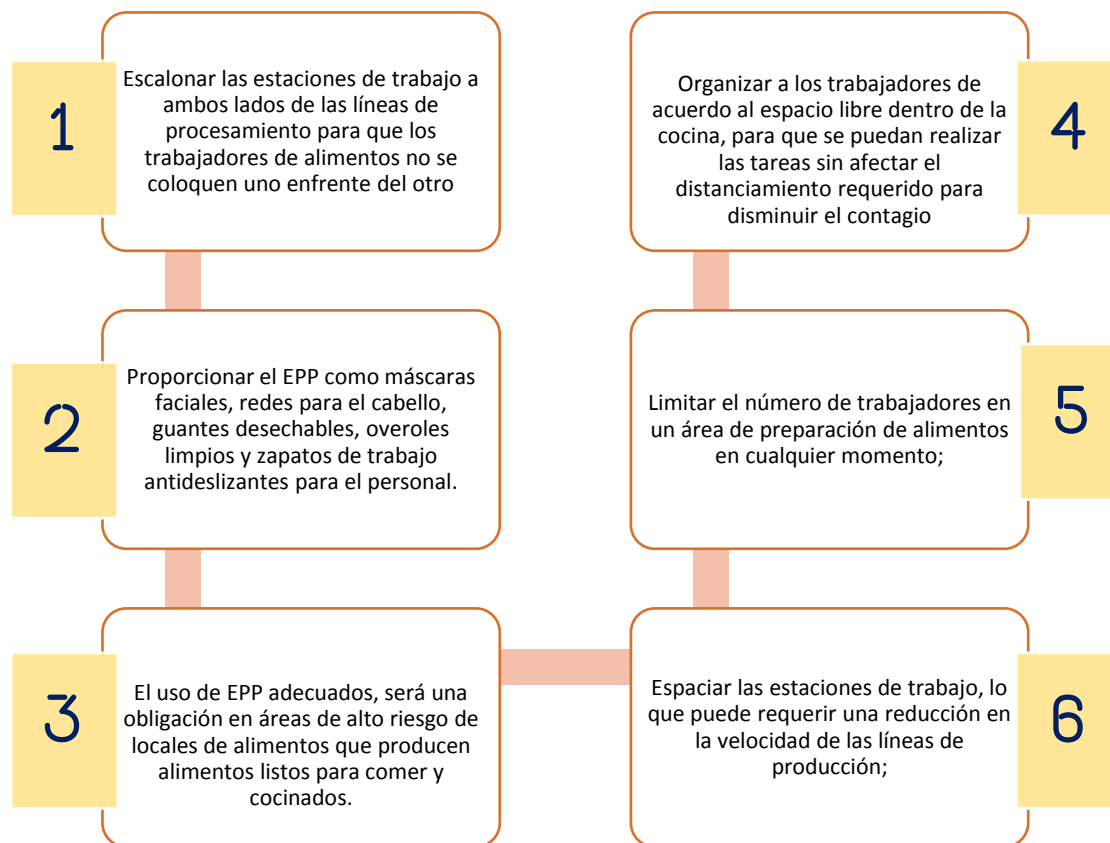 1
Escalonar las estaciones de trabajo a
ambos lados de las líneas de
procesamiento para que los
trabajadores de alimentos no se
coloquen uno enfrente del otro
2
Proporcionar el EPP como máscaras
faciales, redes para el cabello,
guantes desechables, overoles
limpios y zapatos de trabajo
antideslizantes para el personal.
3
El uso de EPP adecuados, será una
obligación en áreas de alto riesgo de
locales de alimentos que producen
alimentos listos para comer y
cocinados.
4
Organizar a los trabajadores de
acuerdo al espacio libre dentro de la
cocina, para que se puedan realizar
las tareas sin afectar el
distanciamiento requerido para
disminuir el contagio
5
Limitar el número de trabajadores en
un área de preparación de alimentos
en cualquier momento;
6
Espaciar las estaciones de trabajo, lo
que puede requerir una reducción en
la velocidad de las líneas de
producción;